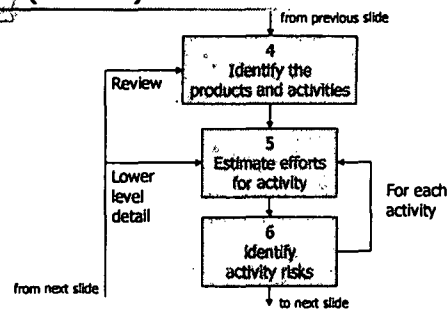 from previous slide
4
Identify the
products and activities
Review
5
Estimate efforts
for activity
Lower
level
detail
For each
activity
6
Identify
activity risks
from next slide
to next slide